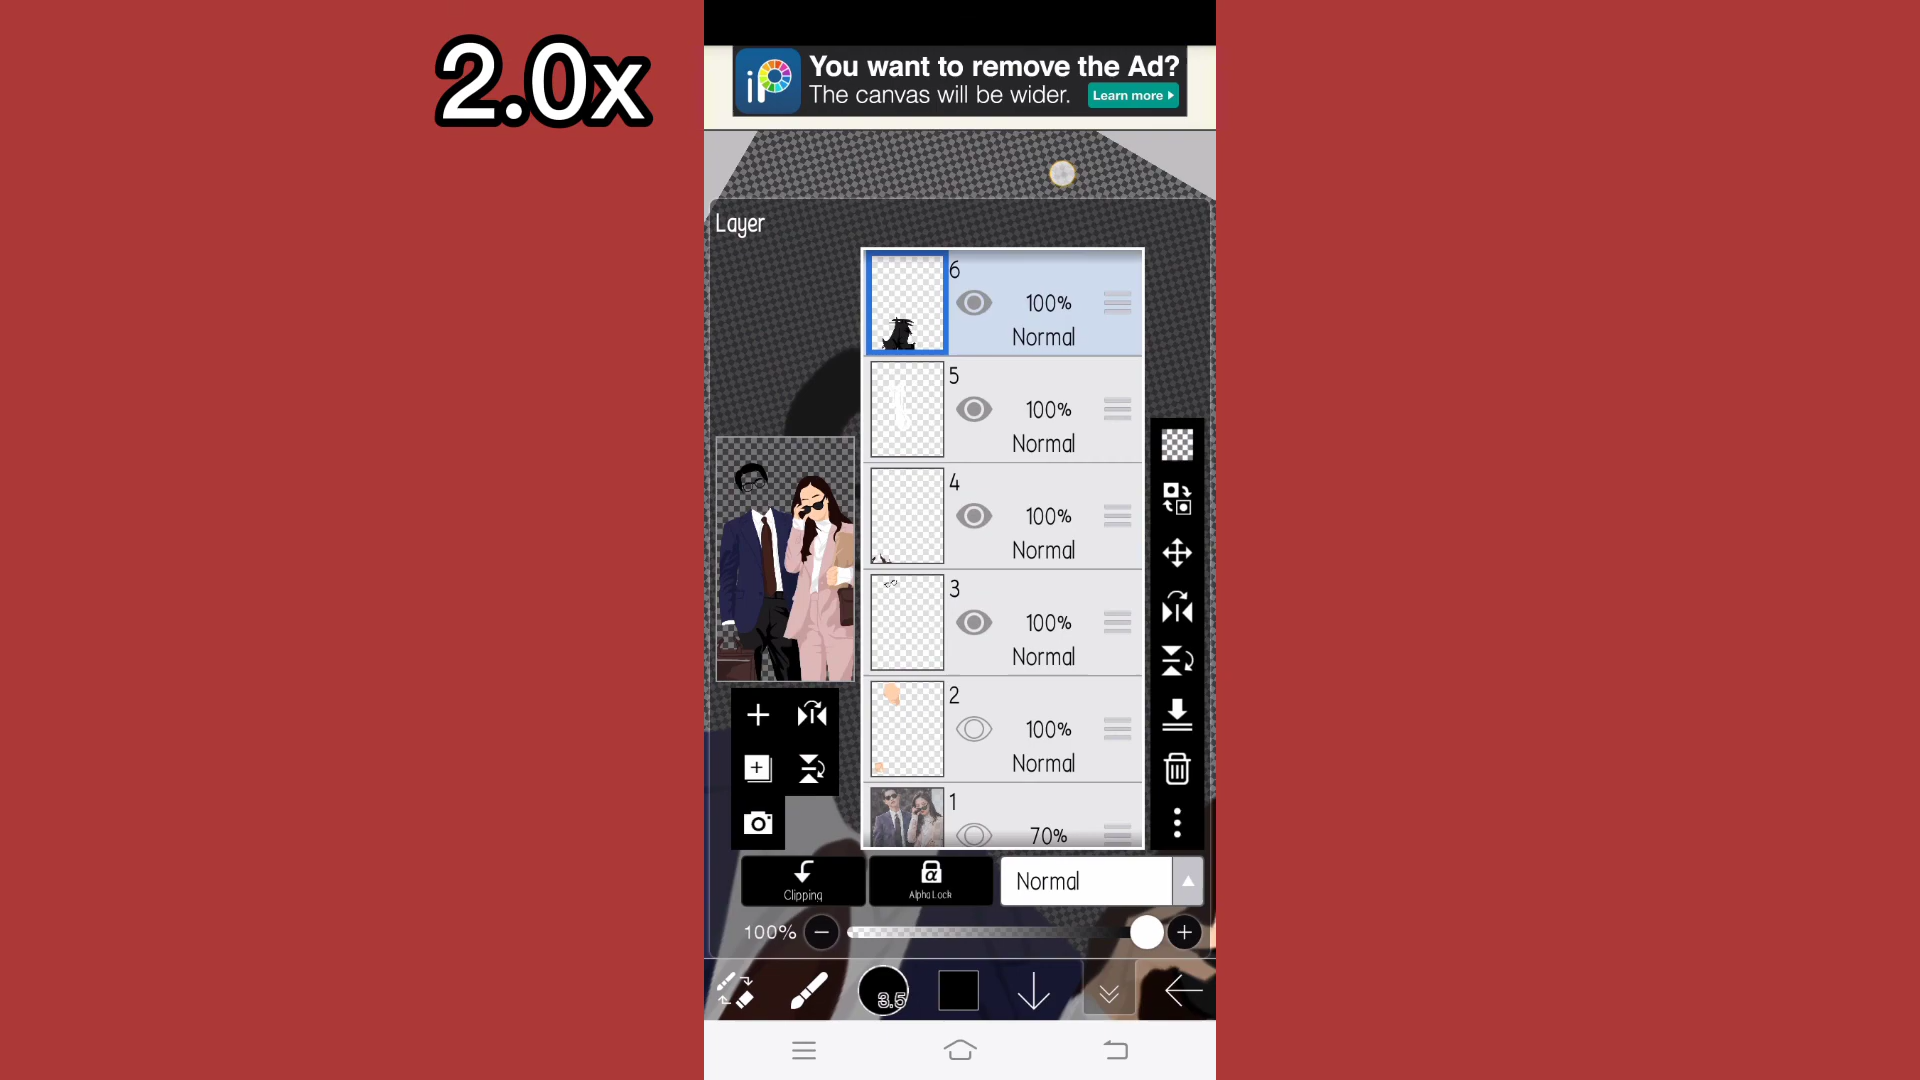 2.0x
iP
You want to remove the Ad?
The canvas will be wider.
Learn more
Layer
6
100%
Normal
5
100%
Normal
4
100%
Normal
3
100%
Normal
2
100%
Normal
1
70%
Clipping
α
AlphaLock
Normal
100%
3.5